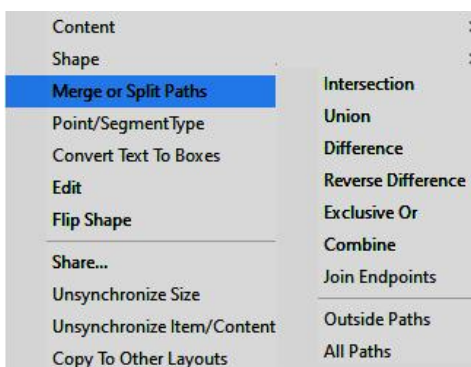 Content
Shape
Merge or Split Paths
Point/SegmentType
Convert Text To Boxes
Edit
Flip Shape
Share...
Unsynchronize Size
Unsynchronize Item/Content
Copy To Other Layouts
Intersection
Union
Difference
Reverse Difference
Exclusive Or
Combine
Join Endpoints
Outside Paths
All Paths